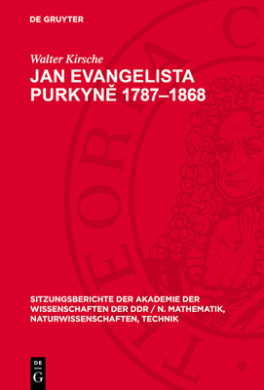 DE GRUYTER
Walter Kirsche
JAN EVANGELISTA
PURKYNĚ 1787–1868
SITZUNGSBERICHTE DER AKADEMIE DER
WISSENSCHAFTEN DER DDR / N. MATHEMATIK,
NATURWISSENSCHAFTEN, TECHNIK
DE
G